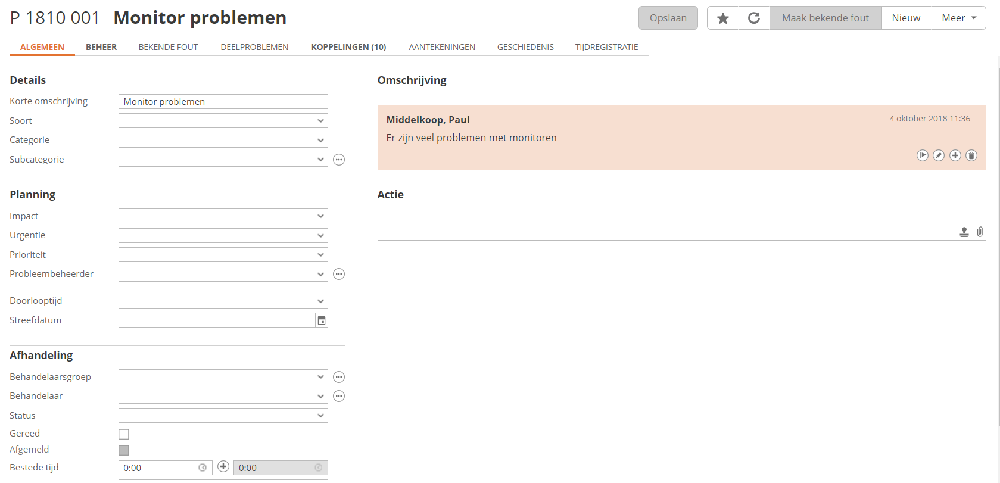 P 1810 001 Monitor problemen
Opslaan
Maak bekende fout
Nieuw
Meer
ALGEMEEN BEHEER BEKENDE FOUT DEELPROBLEMEN KOPPELINGEN (10) AANTEKENINGEN GESCHIEDENIS TIJDREGISTRATIE
Details
Korte omschrijving Monitor problemen
Soort
Categorie
Subcategorie
Planning
Impact
Urgentie
Prioriteit
Probleembeheerder
Doorlooptijd
Streefdatum
Afhandeling
Behandelaarsgroep
Behandelaar
Status
Gereed
Afgemeld
Bestede tijd 0:00 0:00
Omschrijving
Middelkoop, Paul 4 oktober 2018 11:36
Er zijn veel problemen met monitoren
Actie